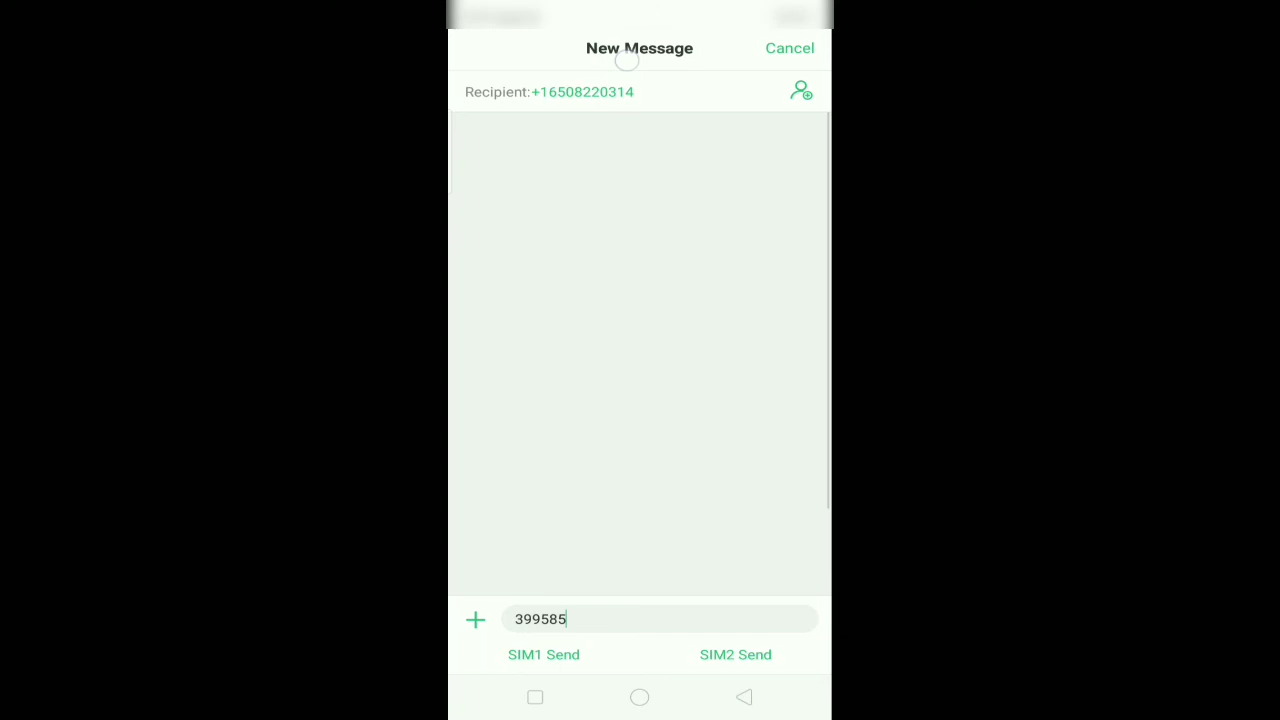 New Message
Cancel
Recipient:+16508220314
399585
SIM1 Send
SIM2 Send